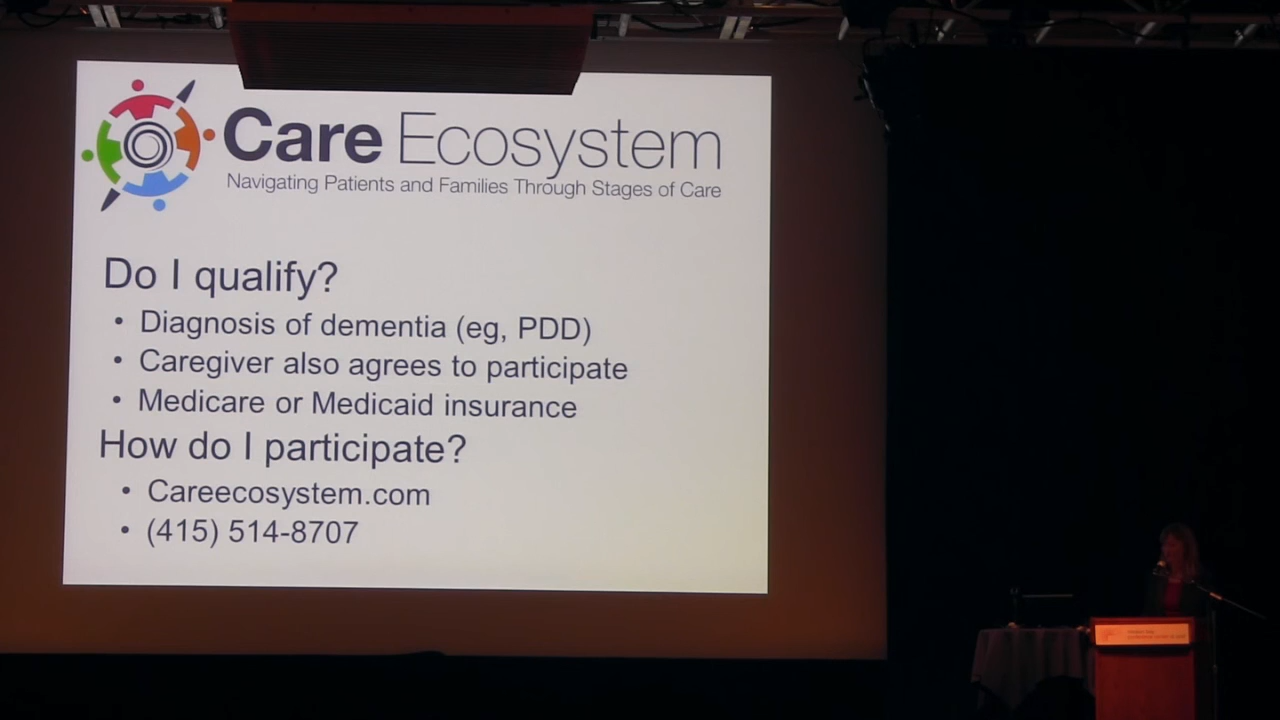 Care Ecosystem
Navigating Patients and Families Through Stages of Care
Do I qualify?
• Diagnosis of dementia (eg, PDD)
• Caregiver also agrees to participate
• Medicare or Medicaid insurance
How do I participate?
• Careecosystem.com
• (415) 514-8707